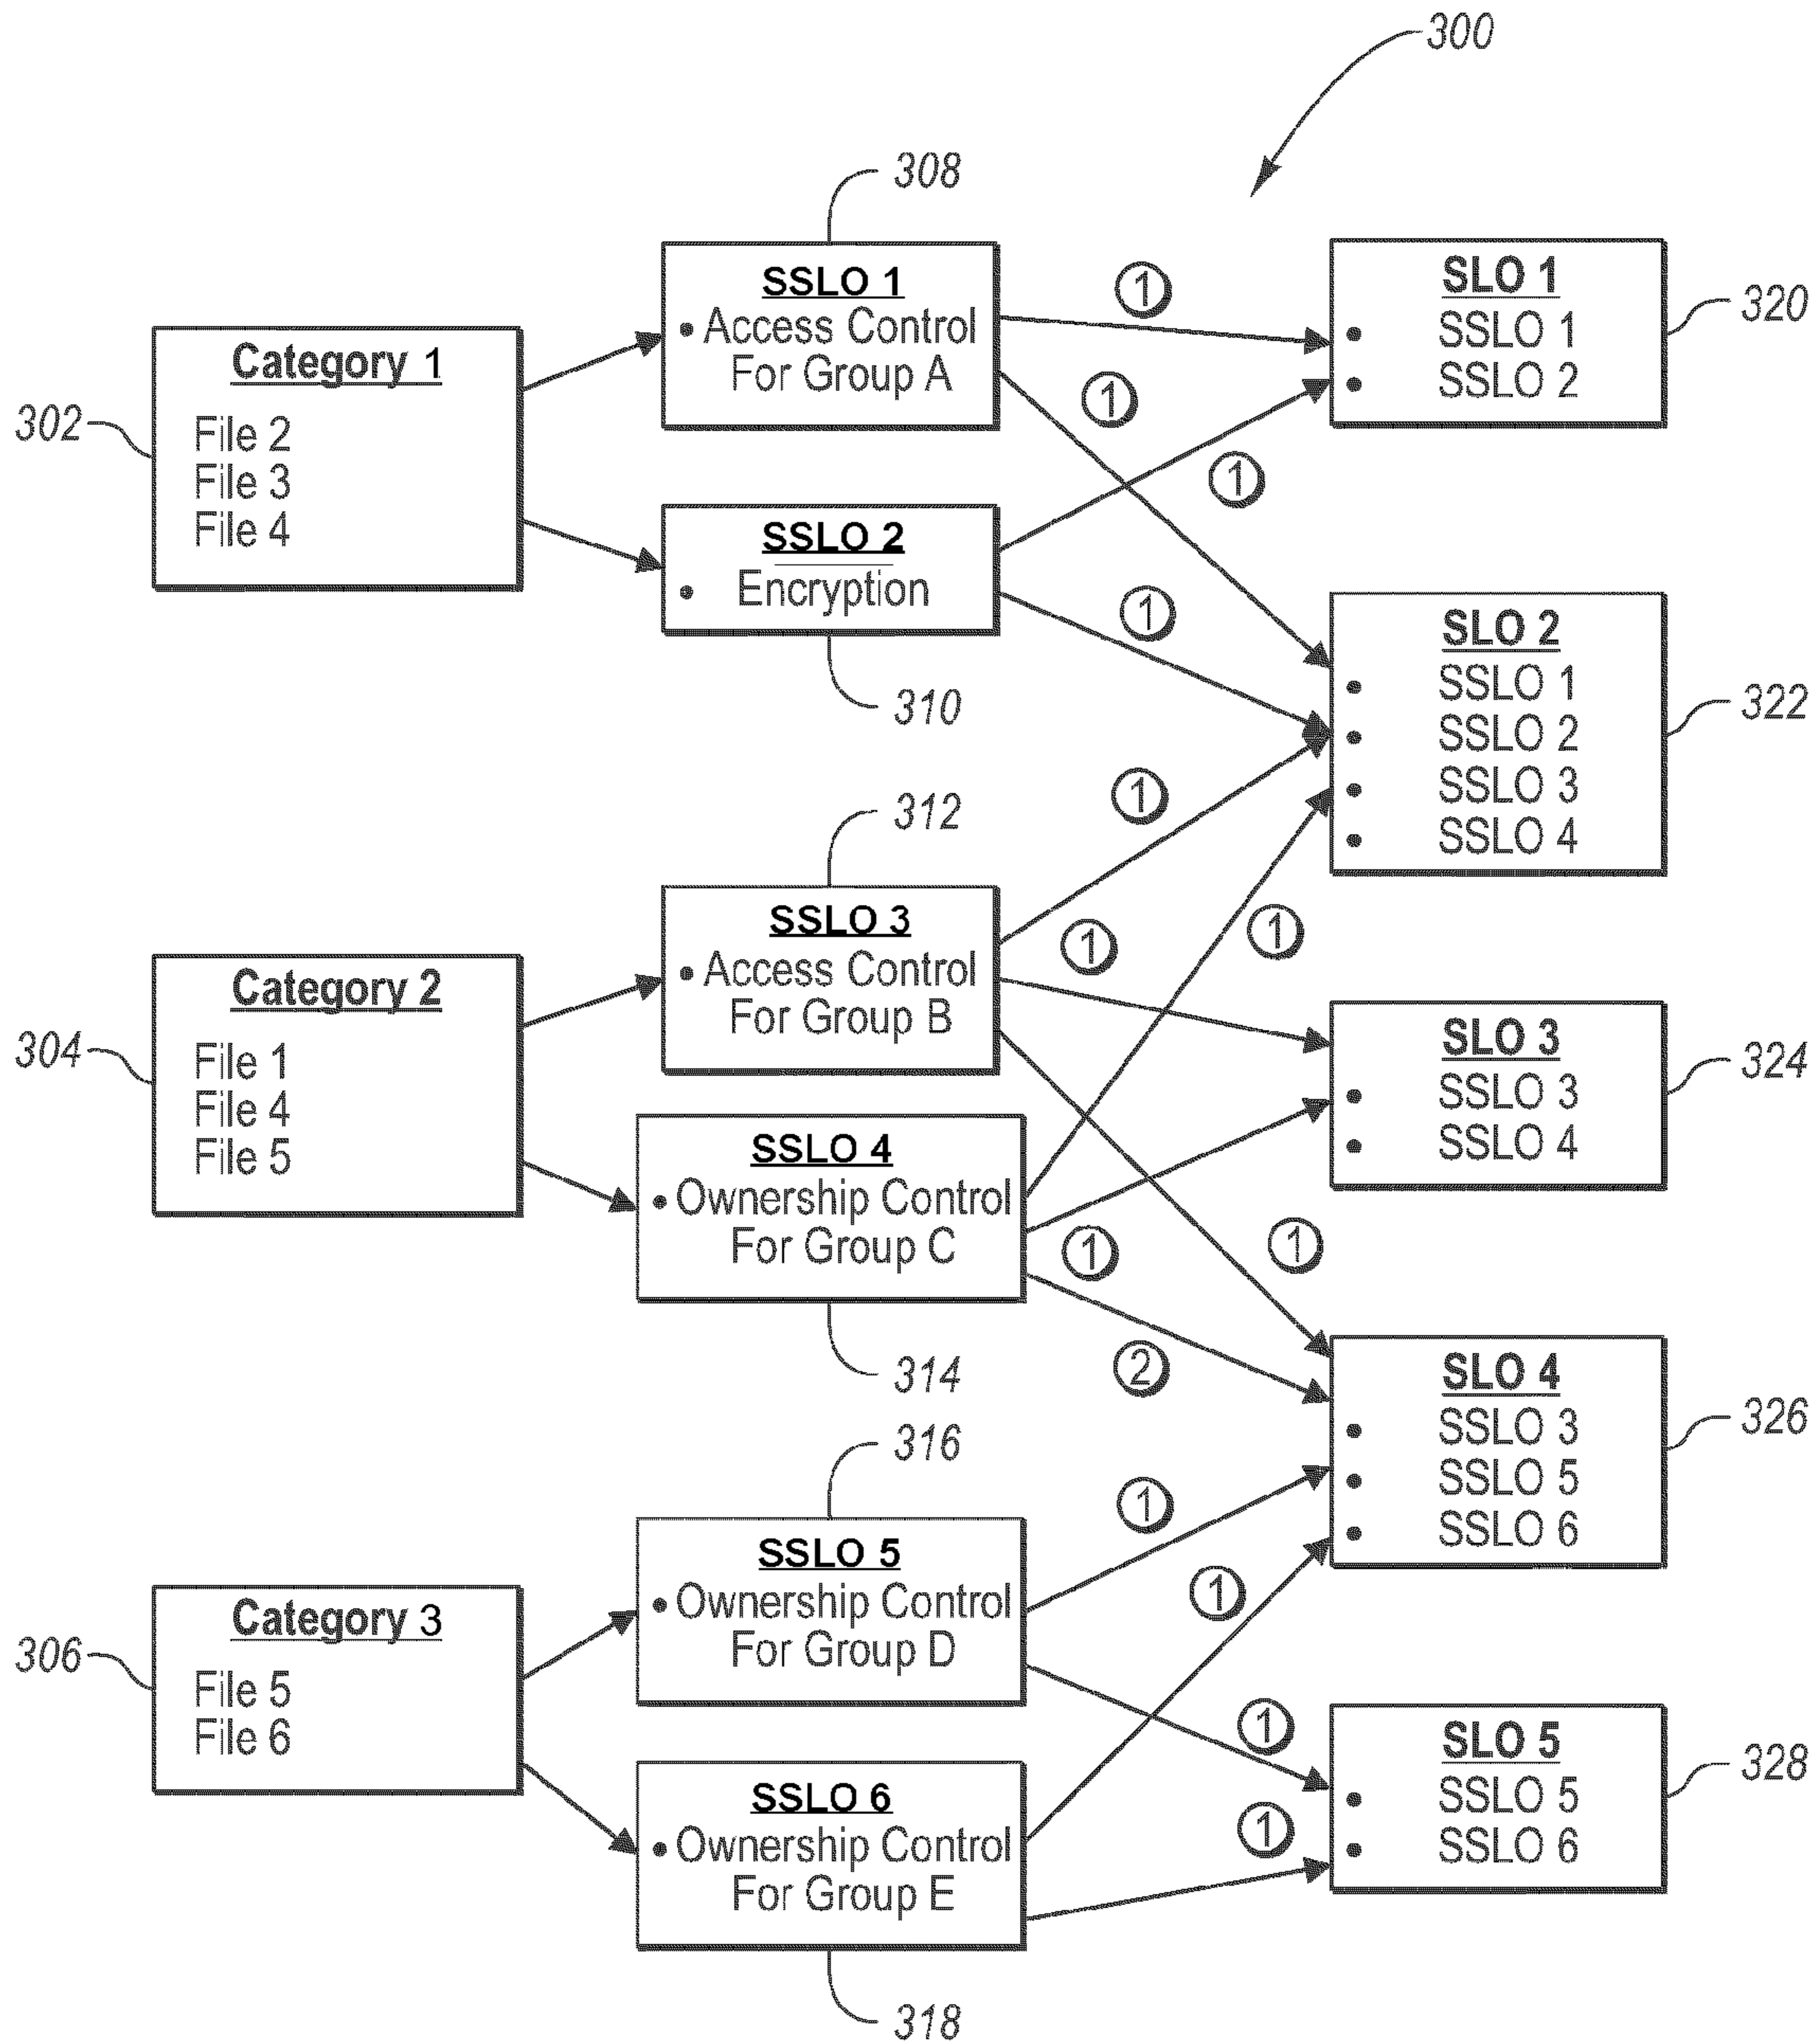 300
308
SSLO 1
• Access Control
For Group A
SLO 1
• SSLO 1
• SSLO 2
320
Category 1
File 2
File 3
File 4
302
1
1
1
SSLO 2
• Encryption
310
1
SLO 2
• SSLO 1
• SSLO 2
• SSLO 3
• SSLO 4
322
312
SSLO 3
• Access Control
For Group B
1
1
1
Category 2
File 1
File 4
File 5
304
SLO 3
• SSLO 3
• SSLO 4
324
SSLO 4
• Ownership Control
For Group C
314
1
1
2
SLO 4
• SSLO 3
• SSLO 5
• SSLO 6
326
316
SSLO 5
• Ownership Control
For Group D
1
1
Category 3
File 5
File 6
306
1
1
SLO 5
• SSLO 5
• SSLO 6
328
SSLO 6
• Ownership Control
For Group E
318